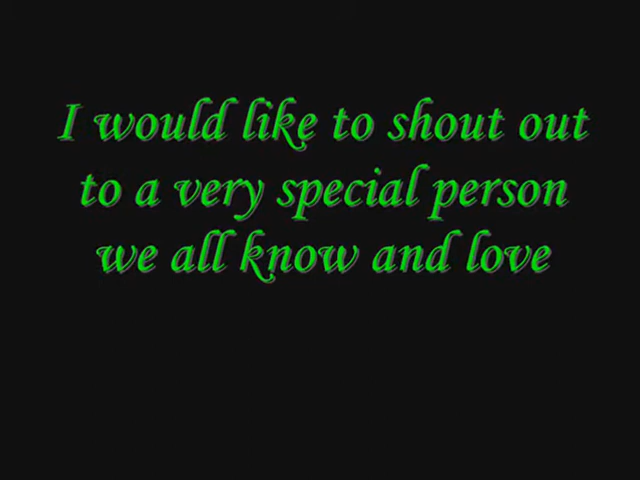 I would like to shout out
to a very special person
we all know and love